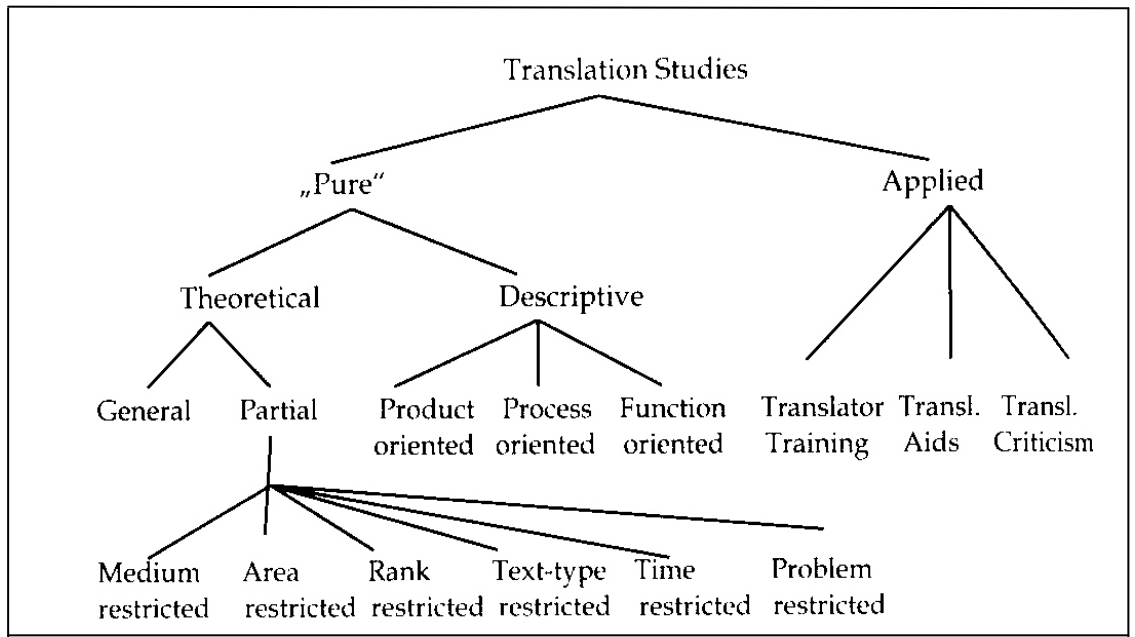 Translation Studies
„Pure“
Applied
Theoretical
Descriptive
General
Partial
Product
oriented
Process
oriented
Function
oriented
Translator
Training
Transl.
Aids
Transl.
Criticism
Medium
restricted
Area
restricted
Rank
restricted
Text-type
restricted
Time
restricted
Problem
restricted